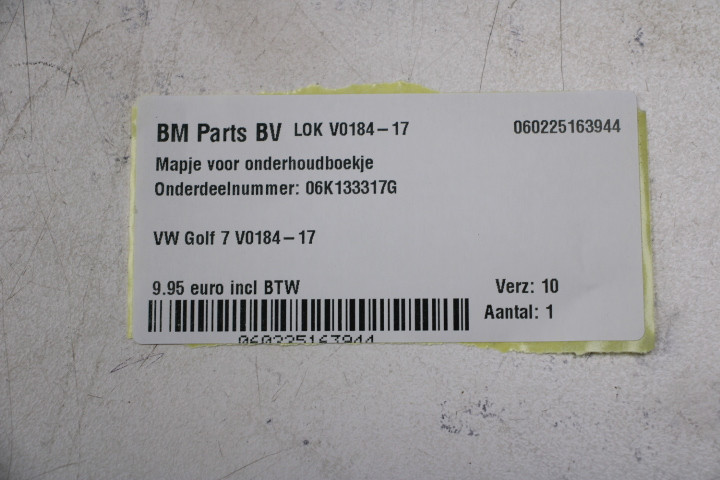 BM Parts BV LOK V0184-17 060225163944
Mapje voor onderhoudboekje
Onderdeelnummer: 06K133317G
VW Golf 7 V0184-17
9.95 euro incl BTW Verz: 10
Aantal: 1
060225163944